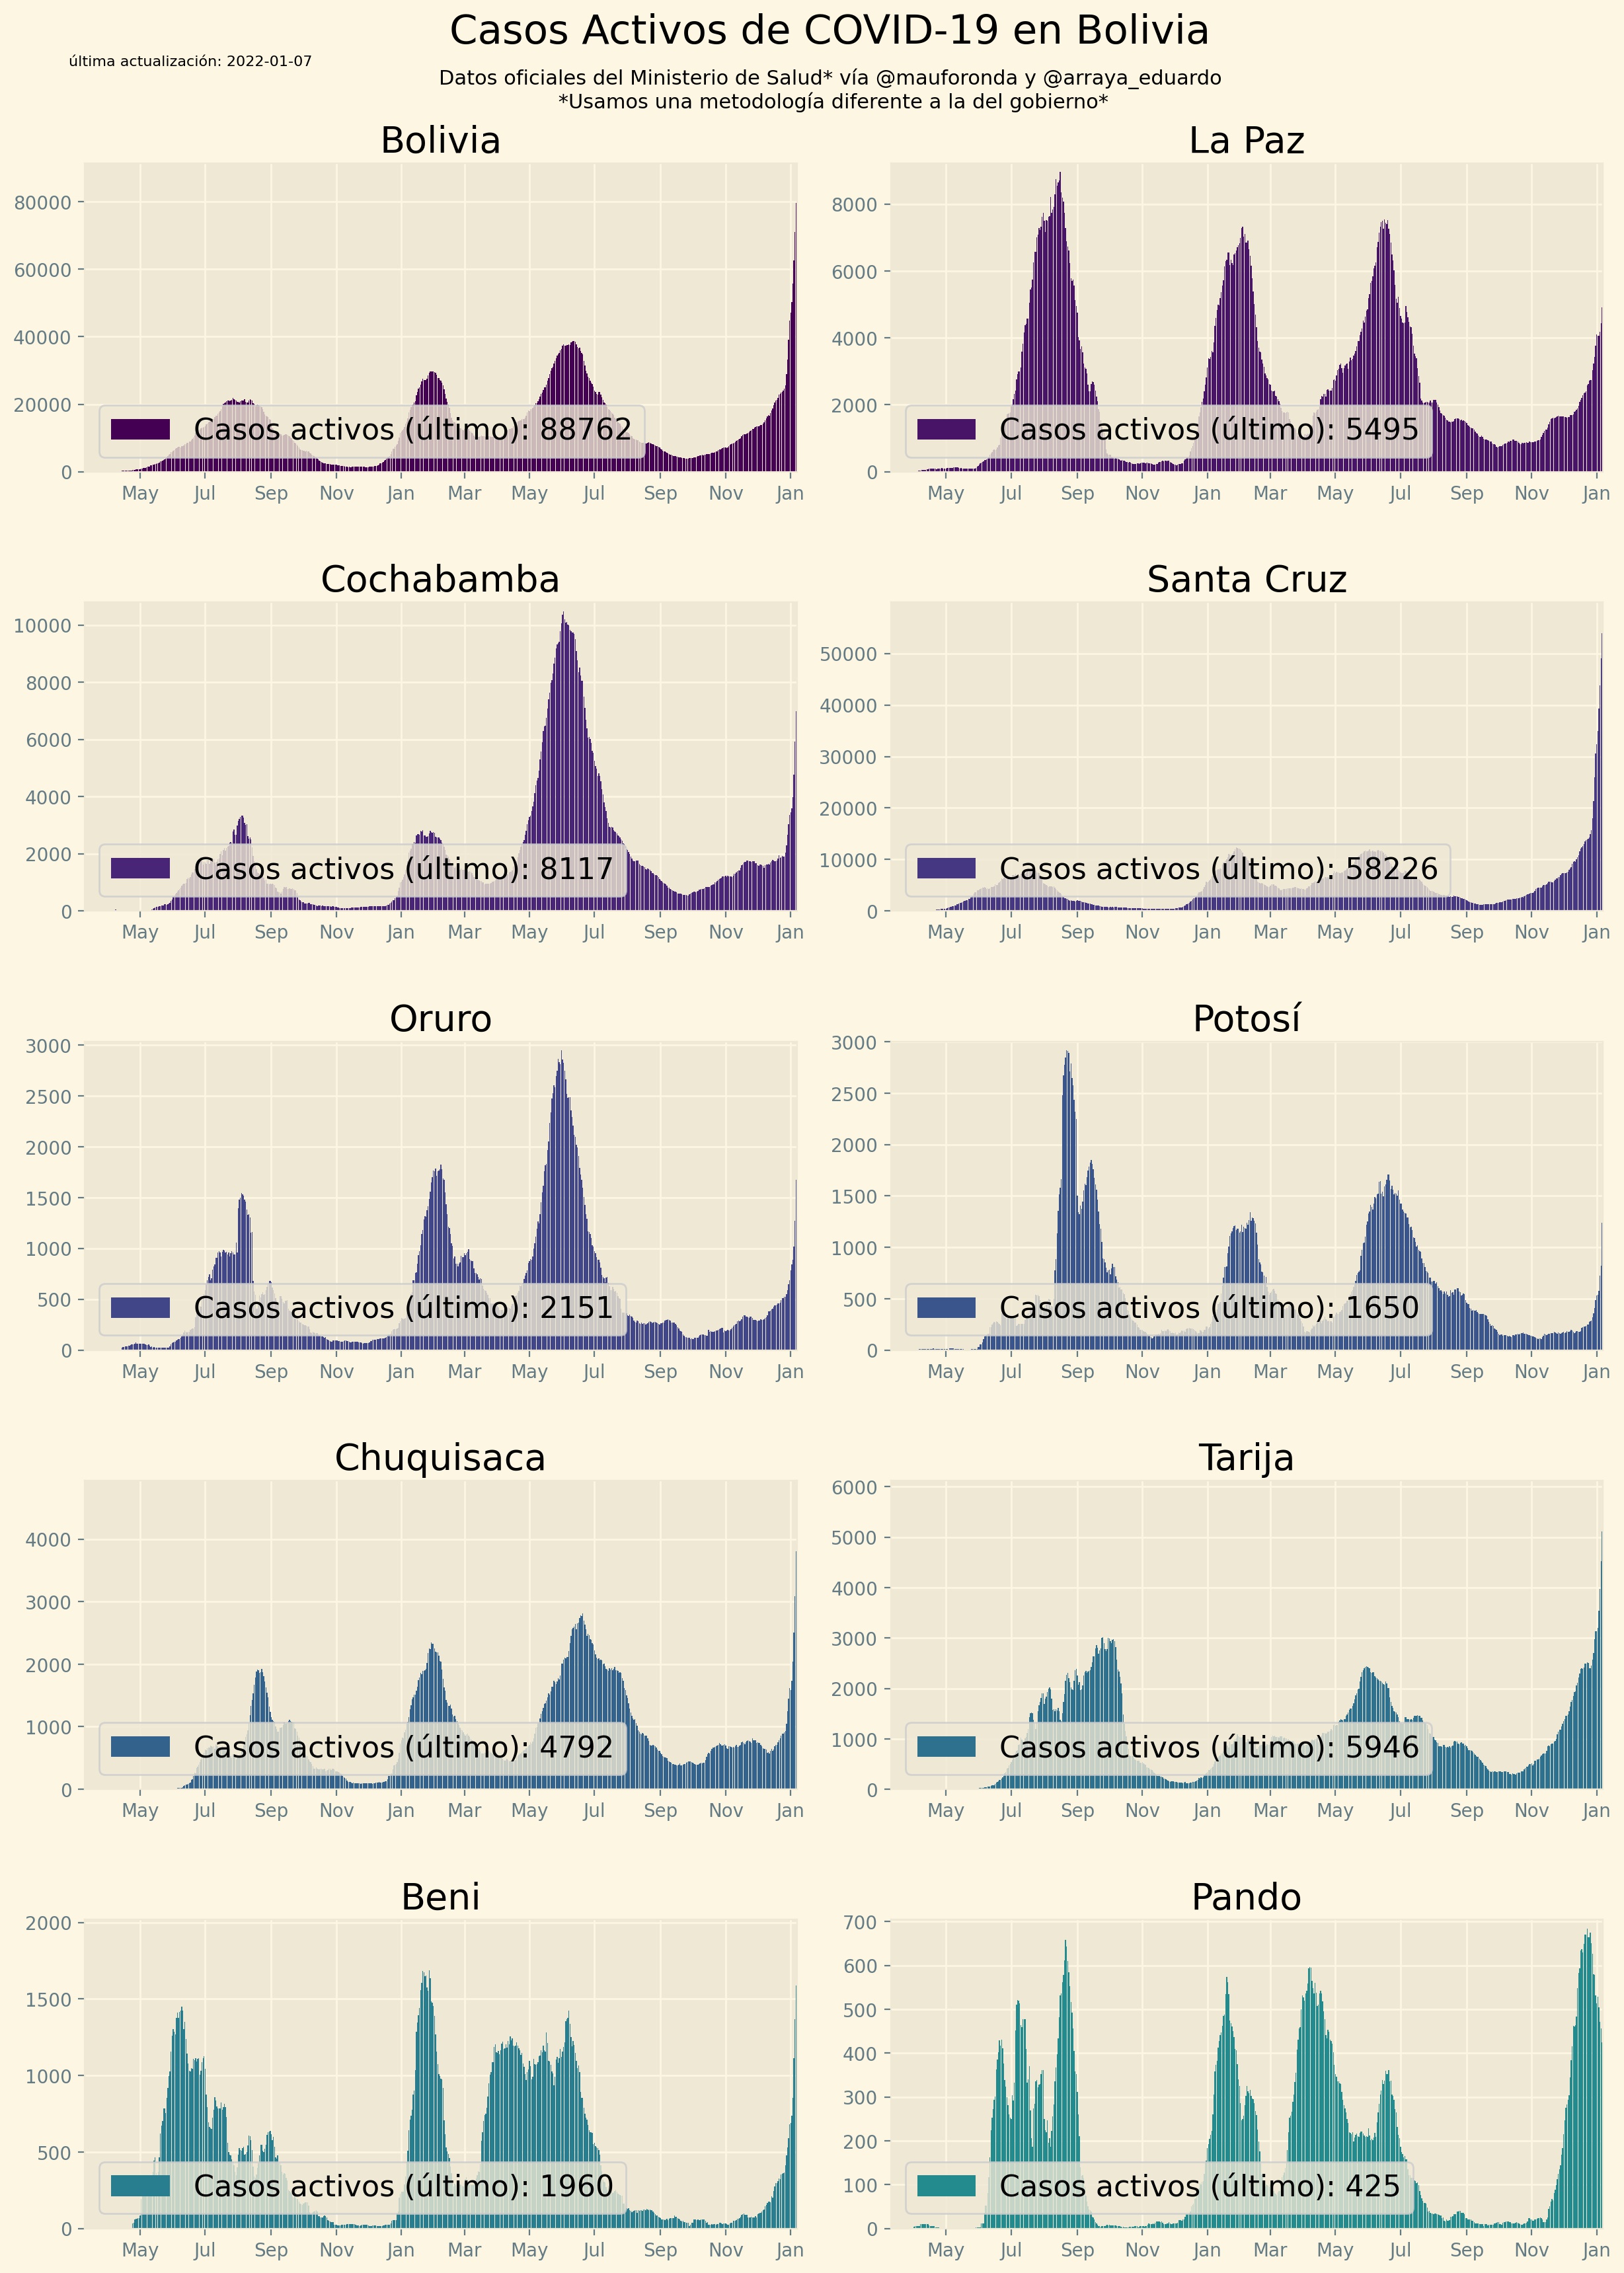 Casos Activos de COVID-19 en Bolivia
última actualización: 2022-01-07
Datos oficiales del Ministerio de Salud* vía @mauforonda y @arraya_eduardo
*Usamos una metodología diferente a la del gobierno*
Bolivia
80000
60000
40000
20000
0
Casos activos (último): 88762
May Jul Sep Nov Jan Mar May Jul Sep Nov Jan
La Paz
8000
6000
4000
2000
0
Casos activos (último): 5495
May Jul Sep Nov Jan Mar May Jul Sep Nov Jan
Cochabamba
10000
8000
6000
4000
2000
0
Casos activos (último): 8117
May Jul Sep Nov Jan Mar May Jul Sep Nov Jan
Santa Cruz
50000
40000
30000
20000
10000
0
Casos activos (último): 58226
May Jul Sep Nov Jan Mar May Jul Sep Nov Jan
Oruro
3000
2500
2000
1500
1000
500
0
Casos activos (último): 2151
May Jul Sep Nov Jan Mar May Jul Sep Nov Jan
Potosí
3000
2500
2000
1500
1000
500
0
Casos activos (último): 1650
May Jul Sep Nov Jan Mar May Jul Sep Nov Jan
Chuquisaca
4000
3000
2000
1000
0
Casos activos (último): 4792
May Jul Sep Nov Jan Mar May Jul Sep Nov Jan
Tarija
6000
5000
4000
3000
2000
1000
0
Casos activos (último): 5946
May Jul Sep Nov Jan Mar May Jul Sep Nov Jan
Beni
2000
1500
1000
500
0
Casos activos (último): 1960
May Jul Sep Nov Jan Mar May Jul Sep Nov Jan
Pando
700
600
500
400
300
200
100
0
Casos activos (último): 425
May Jul Sep Nov Jan Mar May Jul Sep Nov Jan